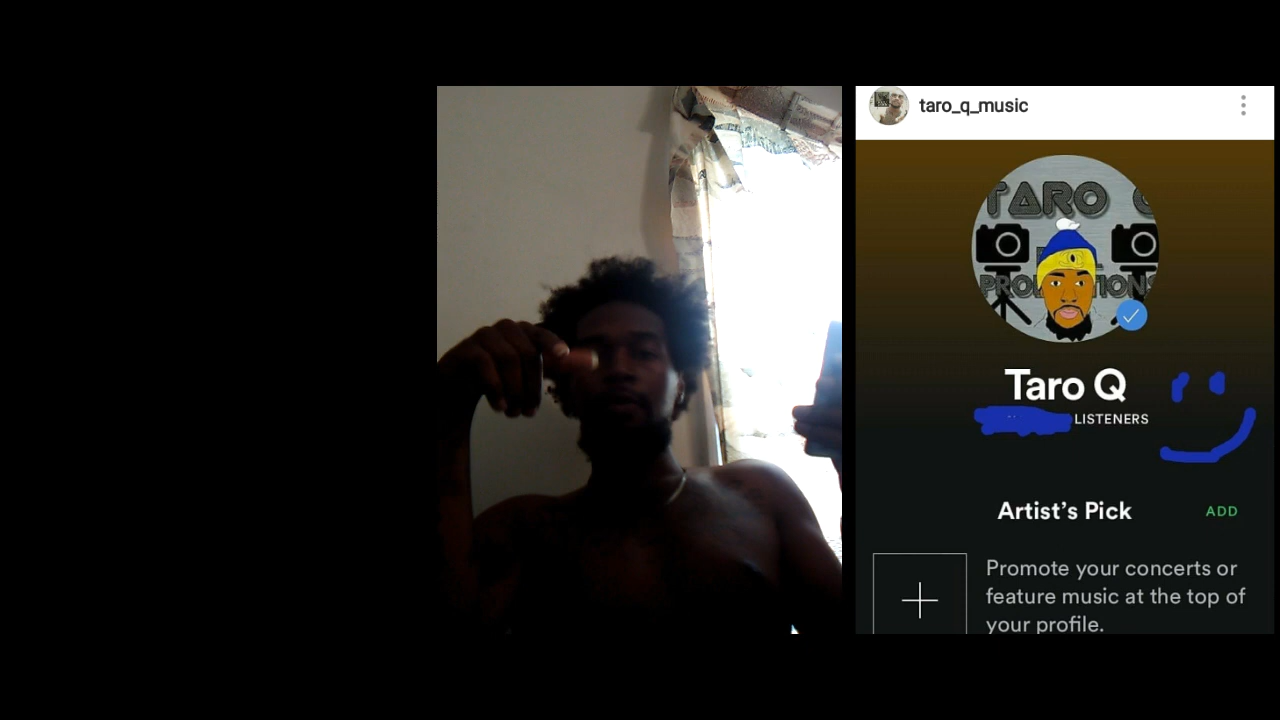 taro_q_music
TARO
Taro Q
LISTENERS
Artist's Pick
ADD
Promote your concerts or
feature music at the top of
your profile.